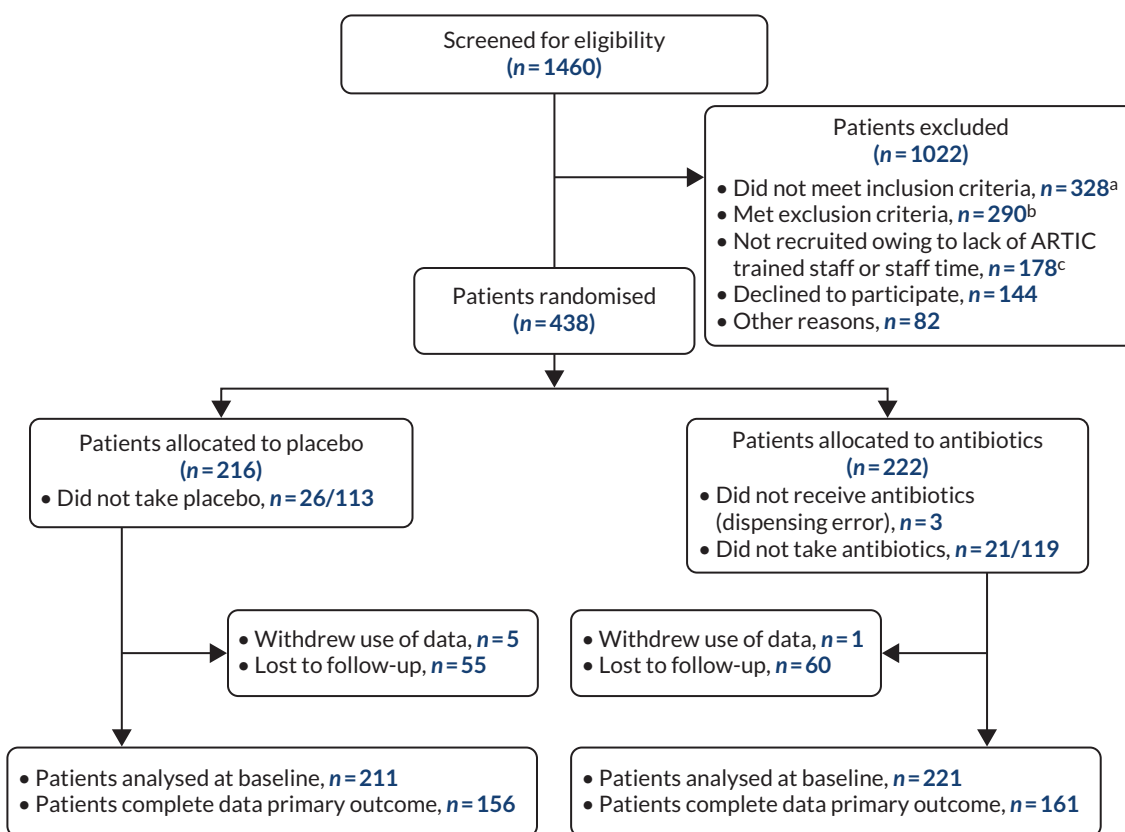 Screened for eligibility
(n=1460)
Patients excluded
(n=1022)
• Did not meet inclusion criteria, n=328a
• Met exclusion criteria, n=290b
• Not recruited owing to lack of ARTIC
trained staff or staff time, n=178c
• Declined to participate, n=144
• Other reasons, n=82
Patients randomised
(n=438)
Patients allocated to placebo
(n=216)
• Did not take placebo, n=26/113
Patients allocated to antibiotics
(n=222)
• Did not receive antibiotics
(dispensing error), n=3
• Did not take antibiotics, n=21/119
• Withdrew use of data, n=5
• Lost to follow-up, n=55
• Withdrew use of data, n=1
• Lost to follow-up, n=60
• Patients analysed at baseline, n=211
• Patients complete data primary outcome, n=156
• Patients analysed at baseline, n=221
• Patients complete data primary outcome, n=161